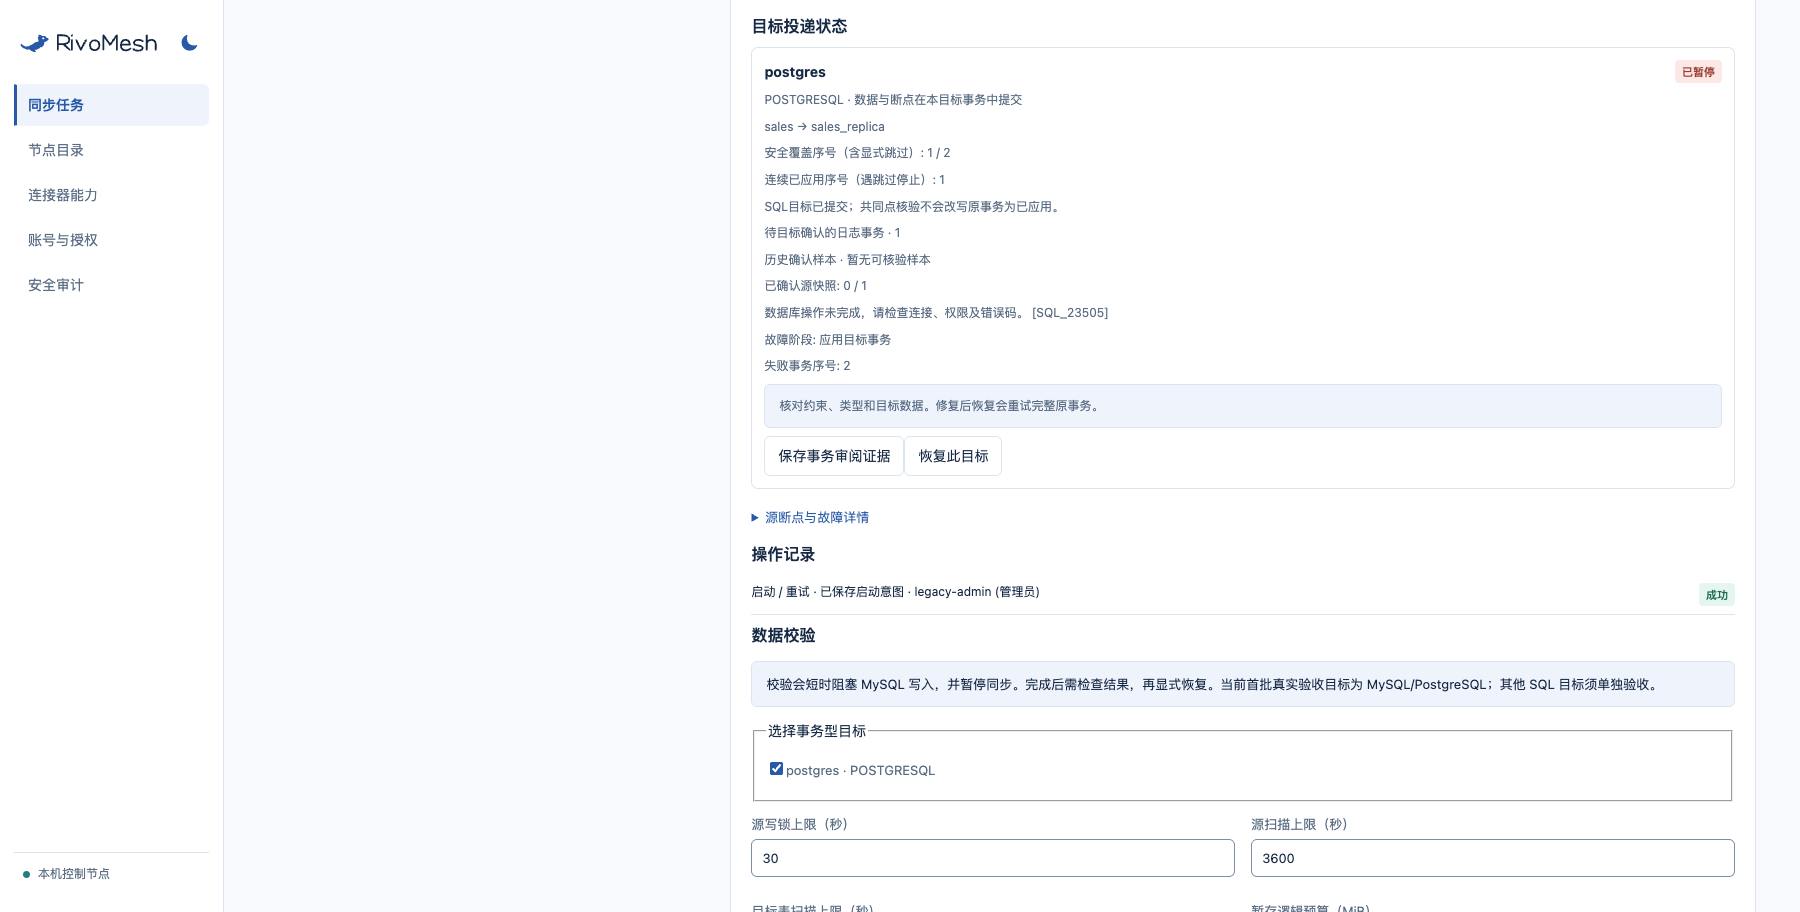 RivoMesh
同步任务
节点目录
连接器能力
账号与授权
安全审计
本机控制节点
目标投递状态
postgres
已暂停
POSTGRESQL · 数据与断点在本目标事务中提交
sales → sales_replica
安全覆盖序号（含显式跳过）: 1 / 2
连续已应用序号（遇跳过停止）: 1
SQL目标已提交；共同点核验不会改写原事务为已应用。
待目标确认的日志事务 · 1
历史确认样本 · 暂无可核验样本
已确认源快照: 0 / 1
数据库操作未完成，请检查连接、权限及错误码。 [SQL_23505]
故障阶段: 应用目标事务
失败事务序号: 2
核对约束、类型和目标数据。修复后恢复会重试完整原事务。
保存事务审阅证据
恢复此目标
源断点与故障详情
操作记录
启动 / 重试 · 已保存启动意图 · legacy-admin (管理员)
成功
数据校验
校验会短时阻塞 MySQL 写入，并暂停同步。完成后需检查结果，再显式恢复。当前首批真实验收目标为 MySQL/PostgreSQL；其他 SQL 目标须单独验收。
选择事务型目标
postgres · POSTGRESQL
源写锁上限（秒）
30
源扫描上限（秒）
3600
目标表扫描上限（秒）
暂存逻辑预算（MiB）